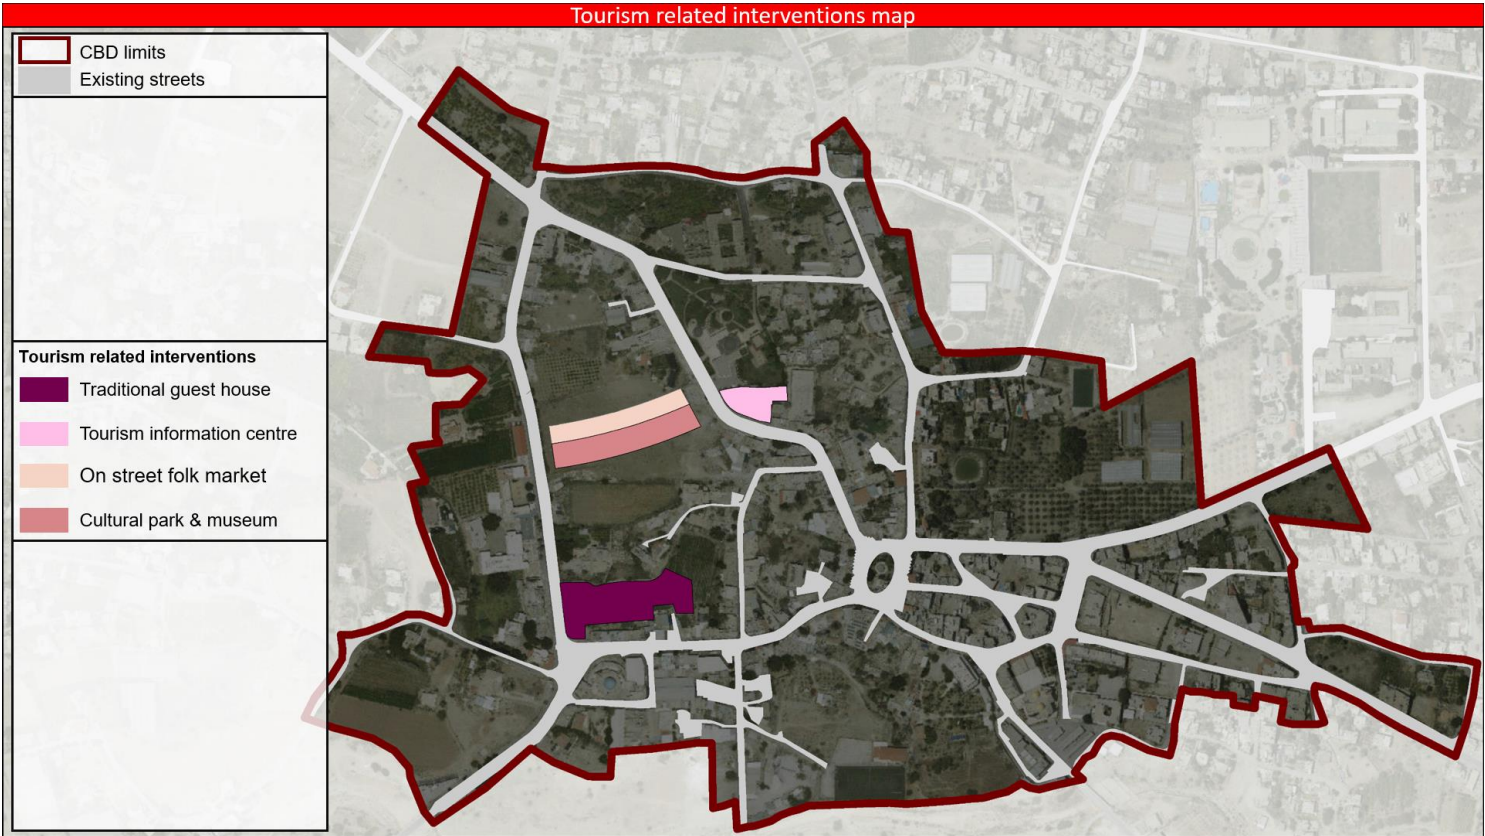 Tourism related interventions map
CBD limits
Existing streets
Tourism related interventions
Traditional guest house
Tourism information centre
On street folk market
Cultural park & museum